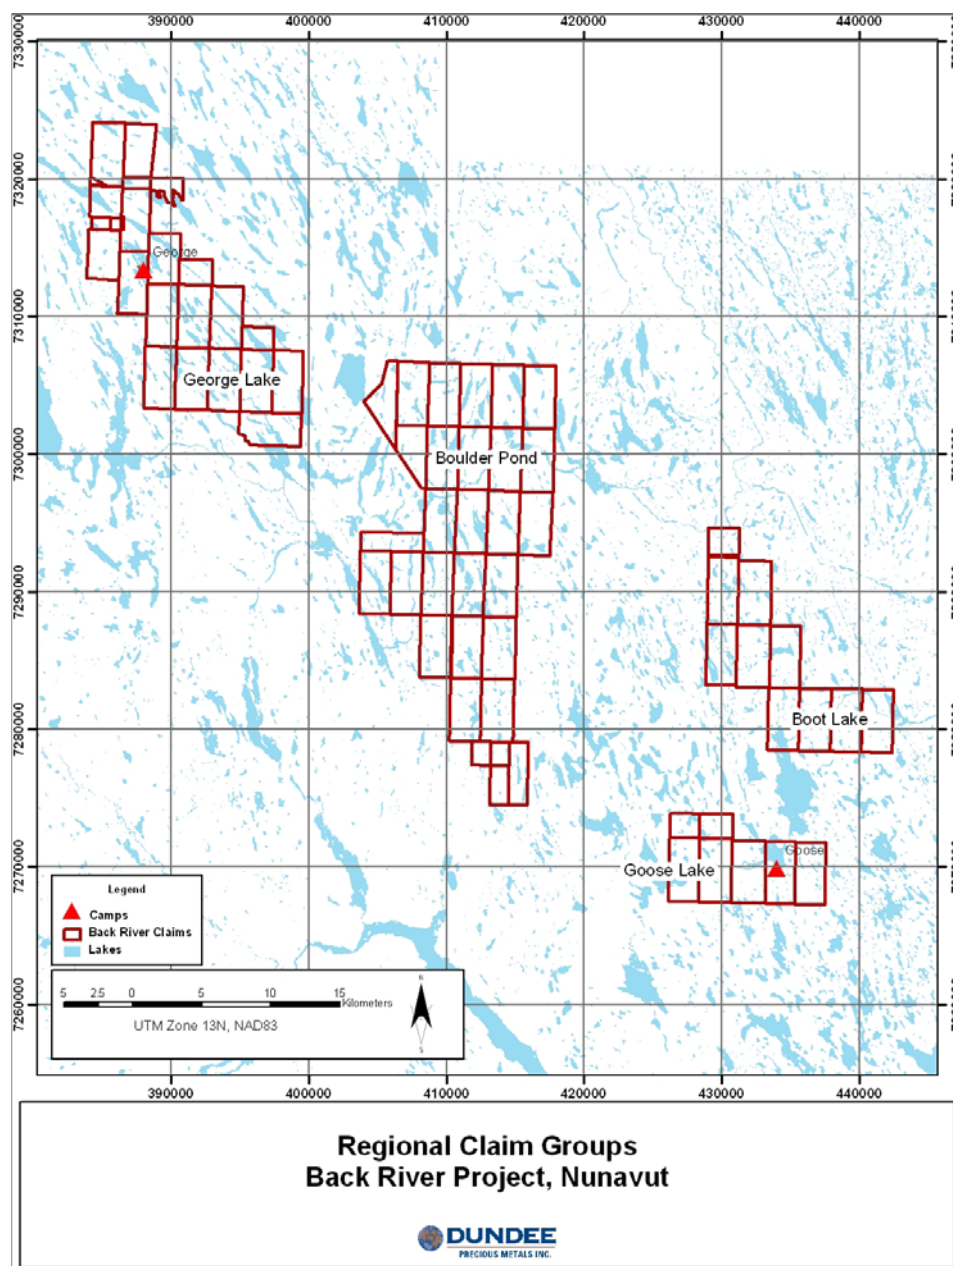 390000 400000 410000 420000 430000 440000
7330000
7320000
7310000
7300000
7290000
7280000
7270000
7260000
George
George Lake
Boulder Pond
Boot Lake
Goose
Goose Lake
Legend
Camps
Back River Claims
Lakes
5 2.5 0 5 10 15
Kilometers
N
S
UTM Zone 13N, NAD83
390000 400000 410000 420000 430000 440000
Regional Claim Groups
Back River Project, Nunavut
DUNDEE
PRECIOUS METALS INC.